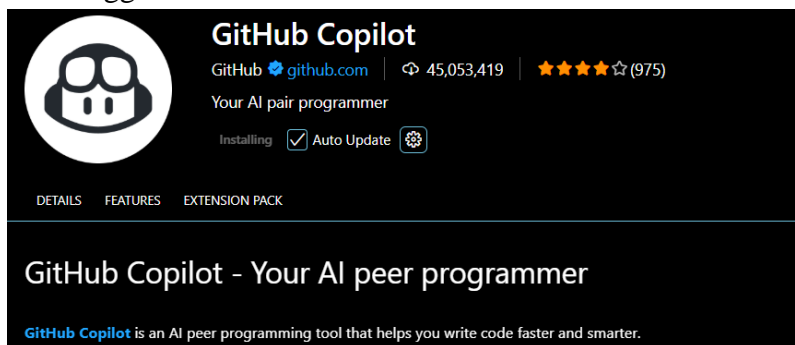 GitHub Copilot
GitHub github.com 45,053,419 (975)
Your AI pair programmer
Installing Auto Update
DETAILS FEATURES EXTENSION PACK
GitHub Copilot - Your AI peer programmer
GitHub Copilot is an AI peer programming tool that helps you write code faster and smarter.